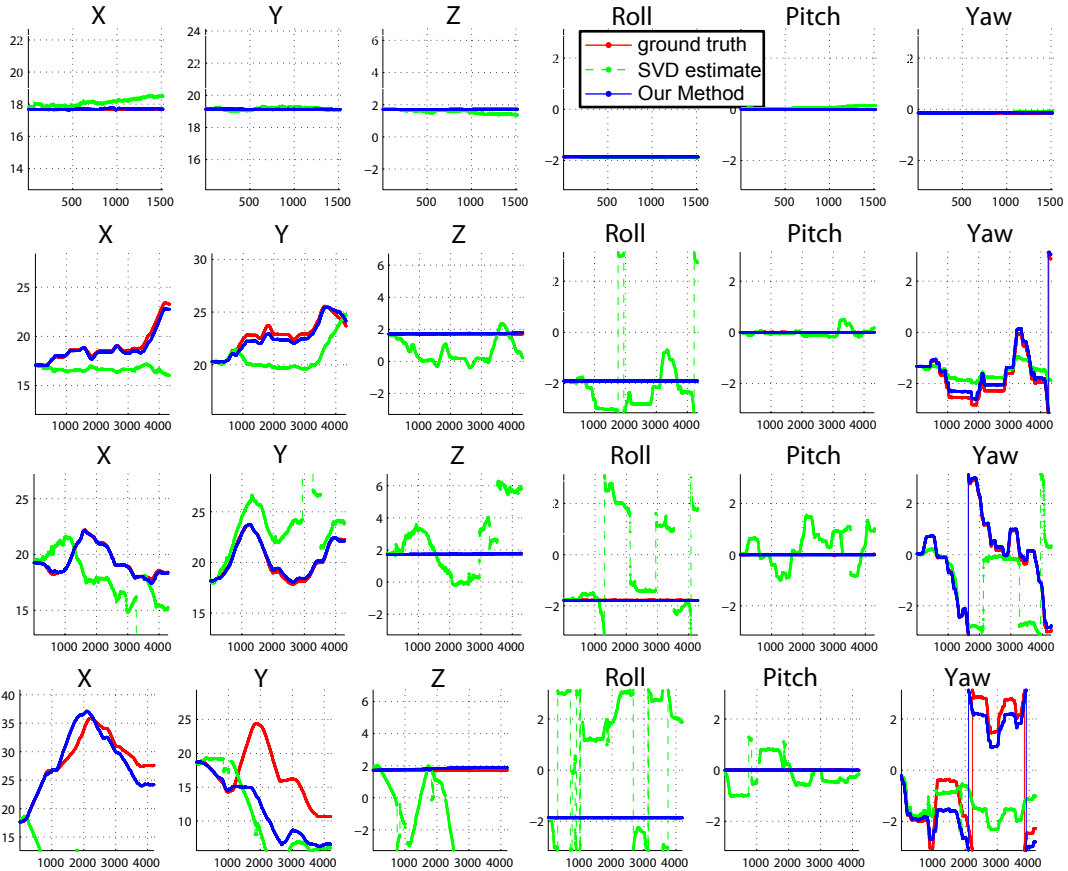 X Y Z Roll Pitch Yaw
ground truth
SVD estimate
Our Method
22 20 18 16 14
500 1000 1500
24 22 20 18 16
500 1000 1500
6 4 2 0 −2
500 1000 1500
2 0 −2
500 1000 1500
2 0 −2
500 1000 1500
2 0 −2
500 1000 1500
X Y Z Roll Pitch Yaw
25 20 15
1000 2000 3000 4000
30 25 20
1000 2000 3000 4000
6 4 2 0 −2
1000 2000 3000 4000
2 0 −2
1000 2000 3000 4000
2 0 −2
1000 2000 3000 4000
2 0 −2
1000 2000 3000 4000
X Y Z Roll Pitch Yaw
25 20 15
1000 2000 3000 4000
25 20 15
1000 2000 3000 4000
6 4 2 0 −2
1000 2000 3000 4000
2 0 −2
1000 2000 3000 4000
2 0 −2
1000 2000 3000 4000
2 0 −2
1000 2000 3000 4000
X Y Z Roll Pitch Yaw
40 35 30 25 20 15
1000 2000 3000 4000
25 20 15 10
1000 2000 3000 4000
6 4 2 0 −2
1000 2000 3000 4000
2 0 −2
1000 2000 3000 4000
2 0 −2
1000 2000 3000 4000
2 0 −2
1000 2000 3000 4000